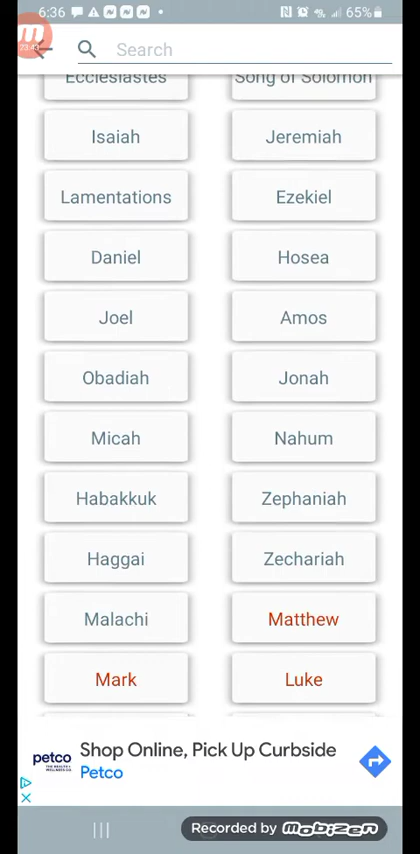 6:36 65%
23:43
Search
Ecclesiastes Song of Solomon
Isaiah Jeremiah
Lamentations Ezekiel
Daniel Hosea
Joel Amos
Obadiah Jonah
Micah Nahum
Habakkuk Zephaniah
Haggai Zechariah
Malachi Matthew
Mark Luke
petco
Shop Online, Pick Up Curbside
Petco
Recorded by mobizen